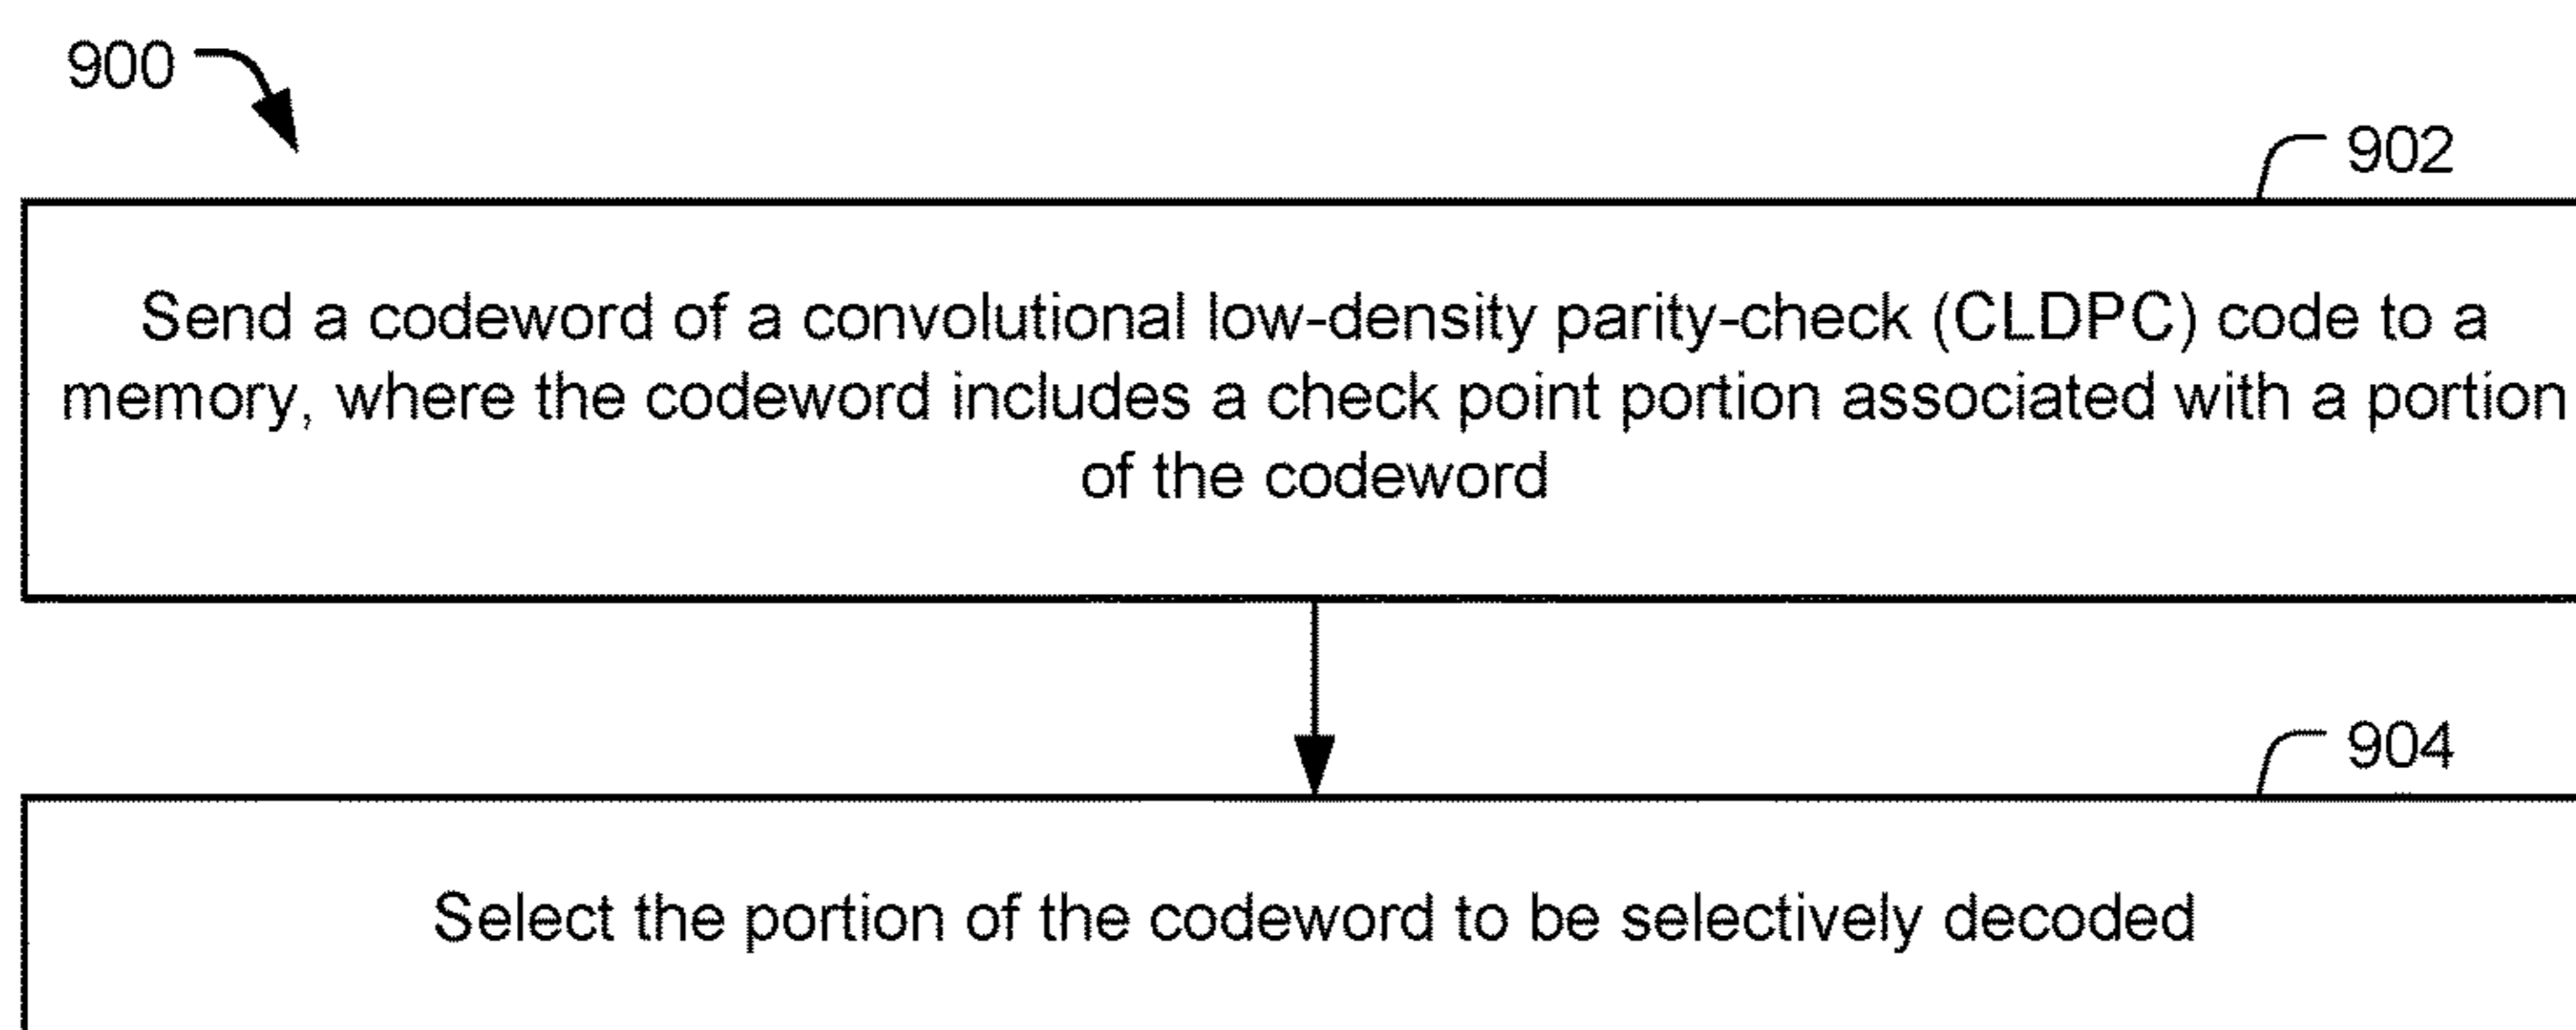 900
902
Send a codeword of a convolutional low-density parity-check (CLDPC) code to a
memory, where the codeword includes a check point portion associated with a portion
of the codeword
904
Select the portion of the codeword to be selectively decoded